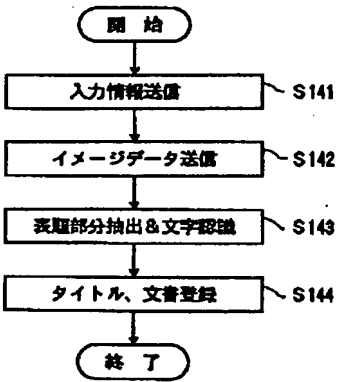 開 始
入力情報送信
S141
イメージデータ送信
S142
表題部分抽出&文字認識
S143
タイトル、文書登録
S144
終 了